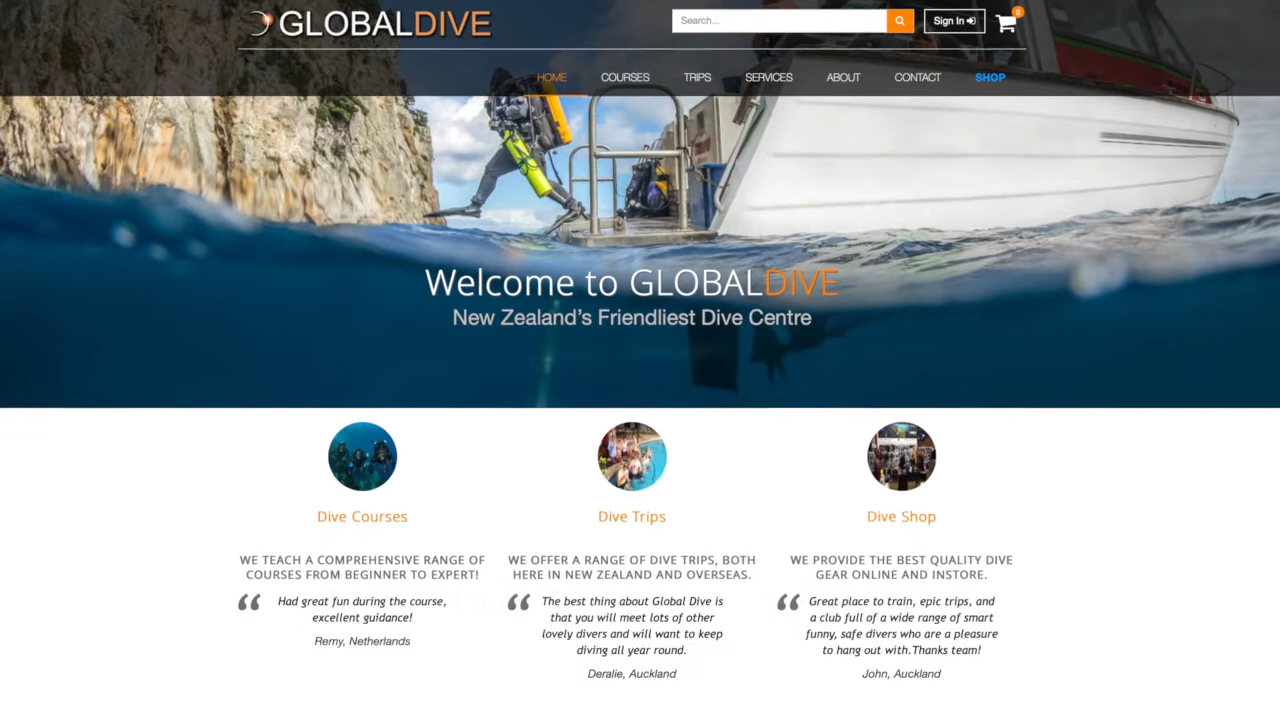 GLOBALDIVE
Search...
Sign In
0
HOME
COURSES
TRIPS
SERVICES
ABOUT
CONTACT
SHOP
Welcome to GLOBALDIVE
New Zealand's Friendliest Dive Centre
Dive Courses
WE TEACH A COMPREHENSIVE RANGE OF
COURSES FROM BEGINNER TO EXPERT!
“ Had great fun during the course,
excellent guidance!
Remy, Netherlands
Dive Trips
WE OFFER A RANGE OF DIVE TRIPS, BOTH
HERE IN NEW ZEALAND AND OVERSEAS.
“ The best thing about Global Dive is
that you will meet lots of other
lovely divers and will want to keep
diving all year round.
Deralie, Auckland
Dive Shop
WE PROVIDE THE BEST QUALITY DIVE
GEAR ONLINE AND INSTORE.
“ Great place to train, epic trips, and
a club full of a wide range of smart
funny, safe divers who are a pleasure
to hang out with.Thanks team!
John, Auckland